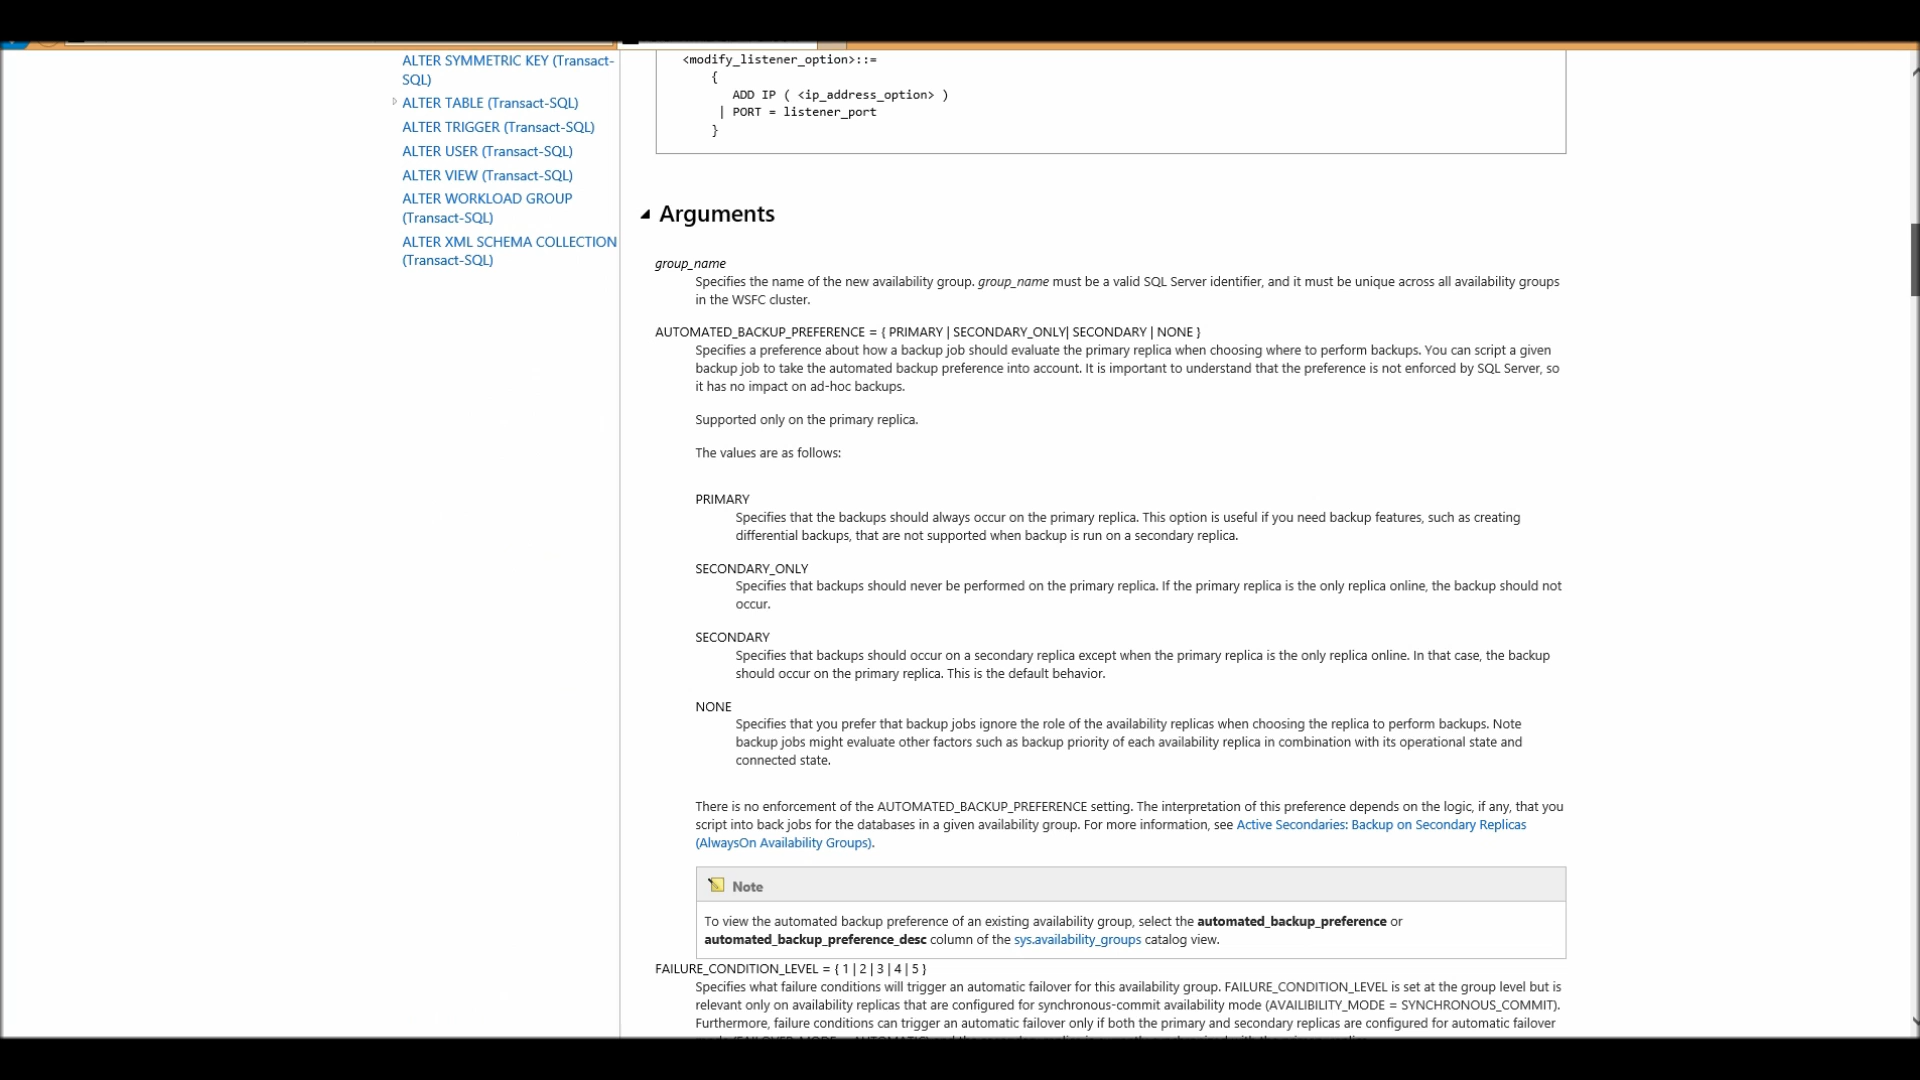 ALTER SYMMETRIC KEY (Transact-
SQL)
ALTER TABLE (Transact-SQL)
ALTER TRIGGER (Transact-SQL)
ALTER USER (Transact-SQL)
ALTER VIEW (Transact-SQL)
ALTER WORKLOAD GROUP
(Transact-SQL)
ALTER XML SCHEMA COLLECTION
(Transact-SQL)
<modify_listener_option>::=
{
ADD IP ( <ip_address_option> )
| PORT = listener_port
}
Arguments
group_name
Specifies the name of the new availability group. group_name must be a valid SQL Server identifier, and it must be unique across all availability groups
in the WSFC cluster.
AUTOMATED_BACKUP_PREFERENCE = { PRIMARY | SECONDARY_ONLY| SECONDARY | NONE }
Specifies a preference about how a backup job should evaluate the primary replica when choosing where to perform backups. You can script a given
backup job to take the automated backup preference into account. It is important to understand that the preference is not enforced by SQL Server, so
it has no impact on ad-hoc backups.
Supported only on the primary replica.
The values are as follows:
PRIMARY
Specifies that the backups should always occur on the primary replica. This option is useful if you need backup features, such as creating
differential backups, that are not supported when backup is run on a secondary replica.
SECONDARY_ONLY
Specifies that backups should never be performed on the primary replica. If the primary replica is the only replica online, the backup should not
occur.
SECONDARY
Specifies that backups should occur on a secondary replica except when the primary replica is the only replica online. In that case, the backup
should occur on the primary replica. This is the default behavior.
NONE
Specifies that you prefer that backup jobs ignore the role of the availability replicas when choosing the replica to perform backups. Note
backup jobs might evaluate other factors such as backup priority of each availability replica in combination with its operational state and
connected state.
There is no enforcement of the AUTOMATED_BACKUP_PREFERENCE setting. The interpretation of this preference depends on the logic, if any, that you
script into back jobs for the databases in a given availability group. For more information, see Active Secondaries: Backup on Secondary Replicas
(AlwaysOn Availability Groups).
Note
To view the automated backup preference of an existing availability group, select the automated_backup_preference or
automated_backup_preference_desc column of the sys.availability_groups catalog view.
FAILURE_CONDITION_LEVEL = { 1 | 2 | 3 | 4 | 5 }
Specifies what failure conditions will trigger an automatic failover for this availability group. FAILURE_CONDITION_LEVEL is set at the group level but is
relevant only on availability replicas that are configured for synchronous-commit availability mode (AVAILIBILITY_MODE = SYNCHRONOUS_COMMIT).
Furthermore, failure conditions can trigger an automatic failover only if both the primary and secondary replicas are configured for automatic failover